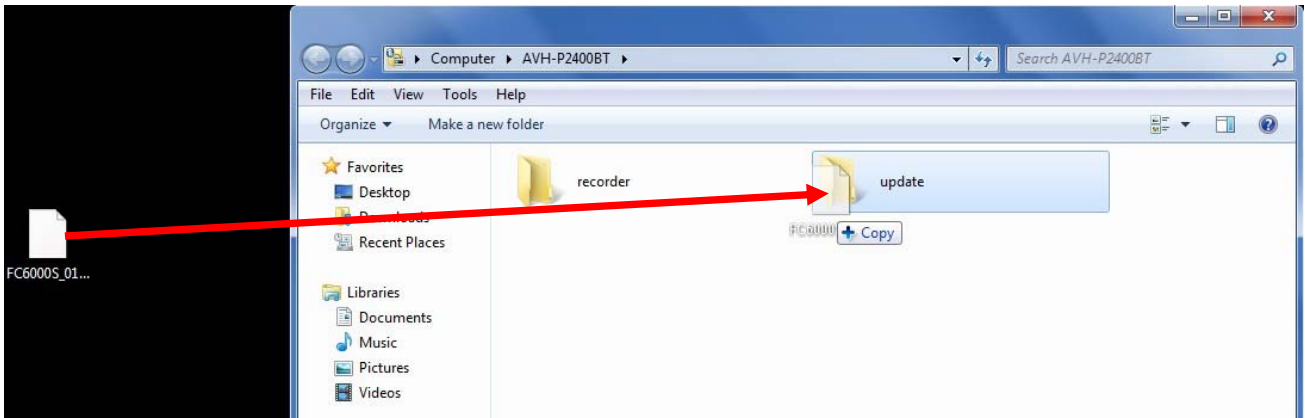 Computer ▸ AVH-P2400BT ▸
Search AVH-P2400BT
File Edit View Tools Help
Organize Make a new folder
Favorites
Desktop
Downloads
Recent Places
Libraries
Documents
Music
Pictures
Videos
recorder
update
Copy
FC6000S_01...